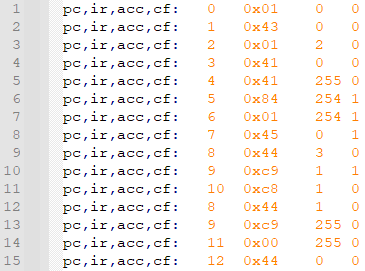 1 pc,ir,acc,cf: 0 0x01 0 0
2 pc,ir,acc,cf: 1 0x43 0 0
3 pc,ir,acc,cf: 2 0x01 2 0
4 pc,ir,acc,cf: 3 0x41 0 0
5 pc,ir,acc,cf: 4 0x41 255 0
6 pc,ir,acc,cf: 5 0x84 254 1
7 pc,ir,acc,cf: 6 0x01 254 1
8 pc,ir,acc,cf: 7 0x45 0 1
9 pc,ir,acc,cf: 8 0x44 3 0
10 pc,ir,acc,cf: 9 0xc9 1 1
11 pc,ir,acc,cf: 10 0xc8 1 0
12 pc,ir,acc,cf: 8 0x44 1 0
13 pc,ir,acc,cf: 9 0xc9 255 0
14 pc,ir,acc,cf: 11 0x00 255 0
15 pc,ir,acc,cf: 12 0x44 0 0